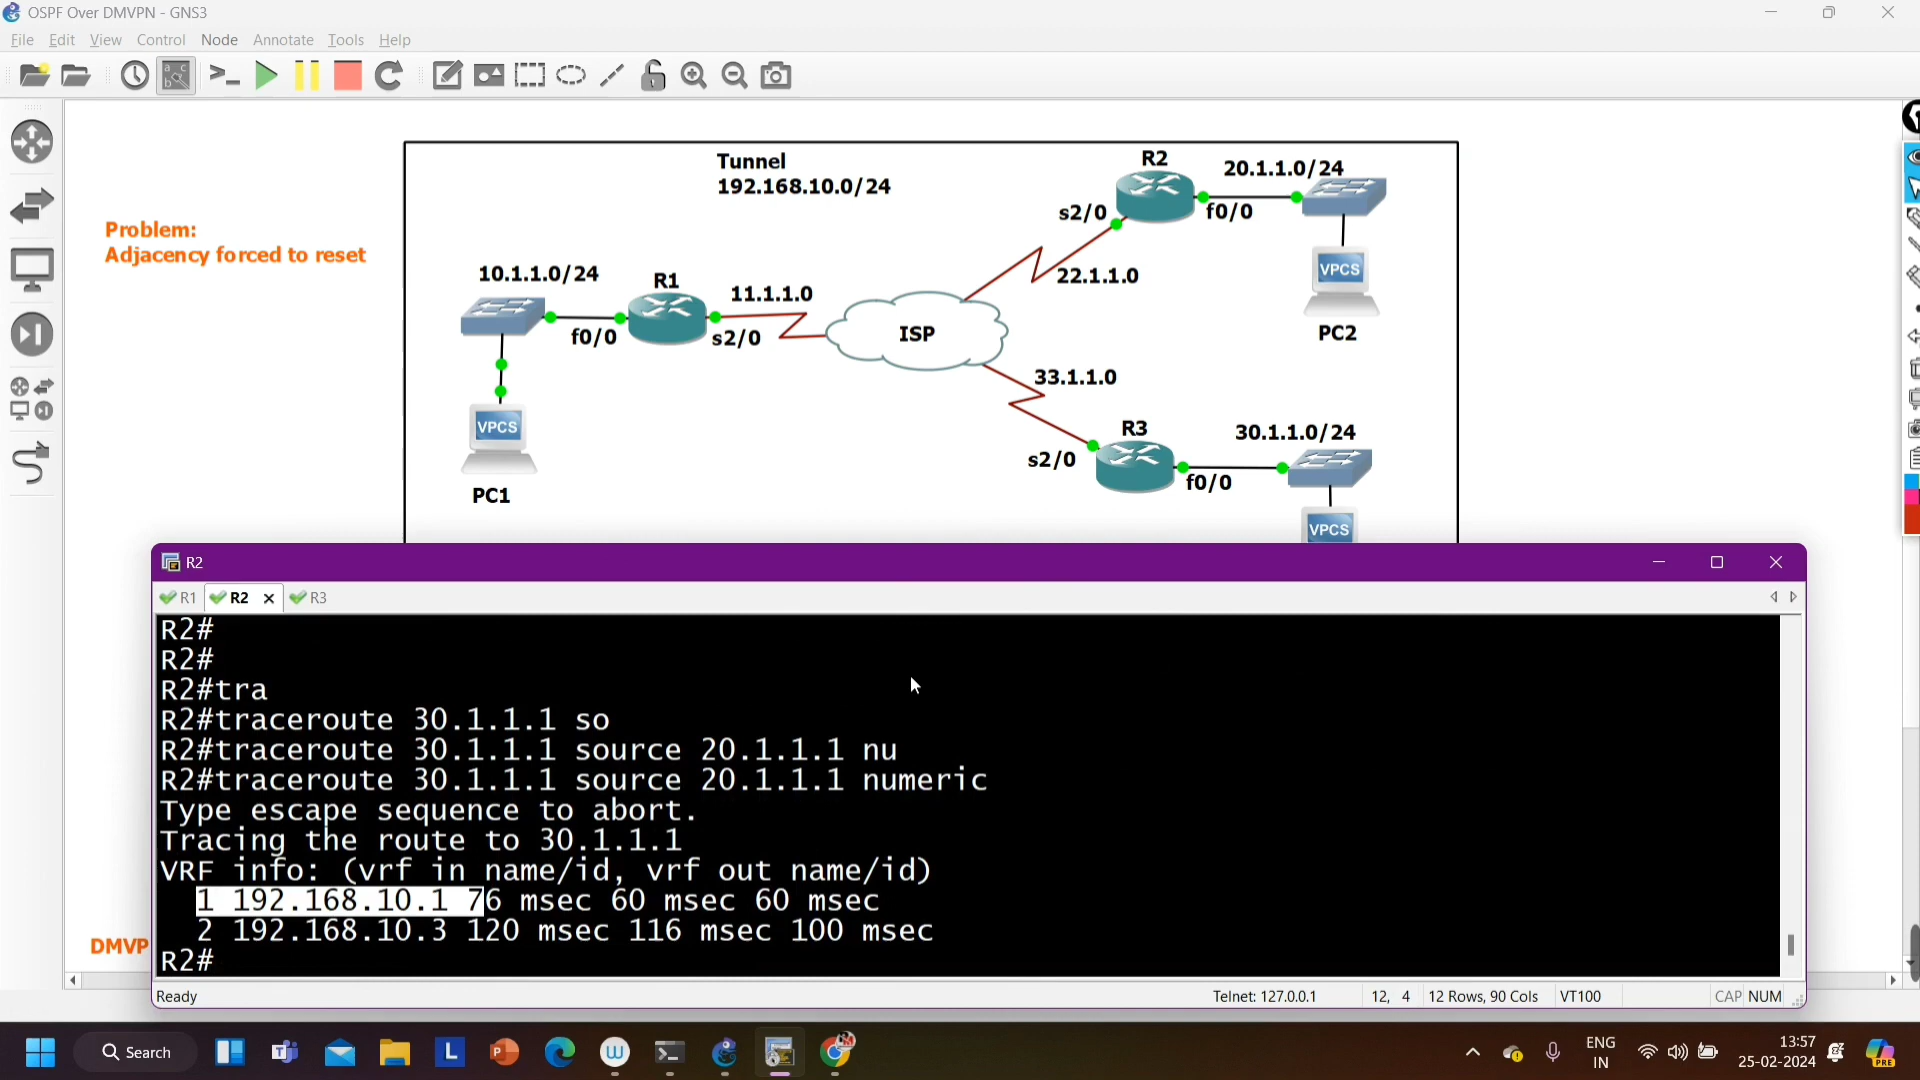 OSPF Over DMVPN - GNS3
File Edit View Control Node Annotate Tools Help
Tunnel
192.168.10.0/24
R2
20.1.1.0/24
s2/0
f0/0
Problem:
Adjacency forced to reset
VPCS
22.1.1.0
10.1.1.0/24
R1
11.1.1.0
f0/0
s2/0
ISP
PC2
33.1.1.0
VPCS
R3
30.1.1.0/24
s2/0
f0/0
PC1
VPCS
R2
R1
R2
R3
R2#
R2#
R2#tra
R2#traceroute 30.1.1.1 so
R2#traceroute 30.1.1.1 source 20.1.1.1 nu
R2#traceroute 30.1.1.1 source 20.1.1.1 numeric
Type escape sequence to abort.
Tracing the route to 30.1.1.1
VRF info: (vrf in name/id, vrf out name/id)
1 192.168.10.1 76 msec 60 msec 60 msec
2 192.168.10.3 120 msec 116 msec 100 msec
DMVP
R2#
Ready
Telnet: 127.0.0.1
12, 4
12 Rows, 90 Cols
VT100
CAP NUM
Search
ENG
IN
13:57
25-02-2024
PRE